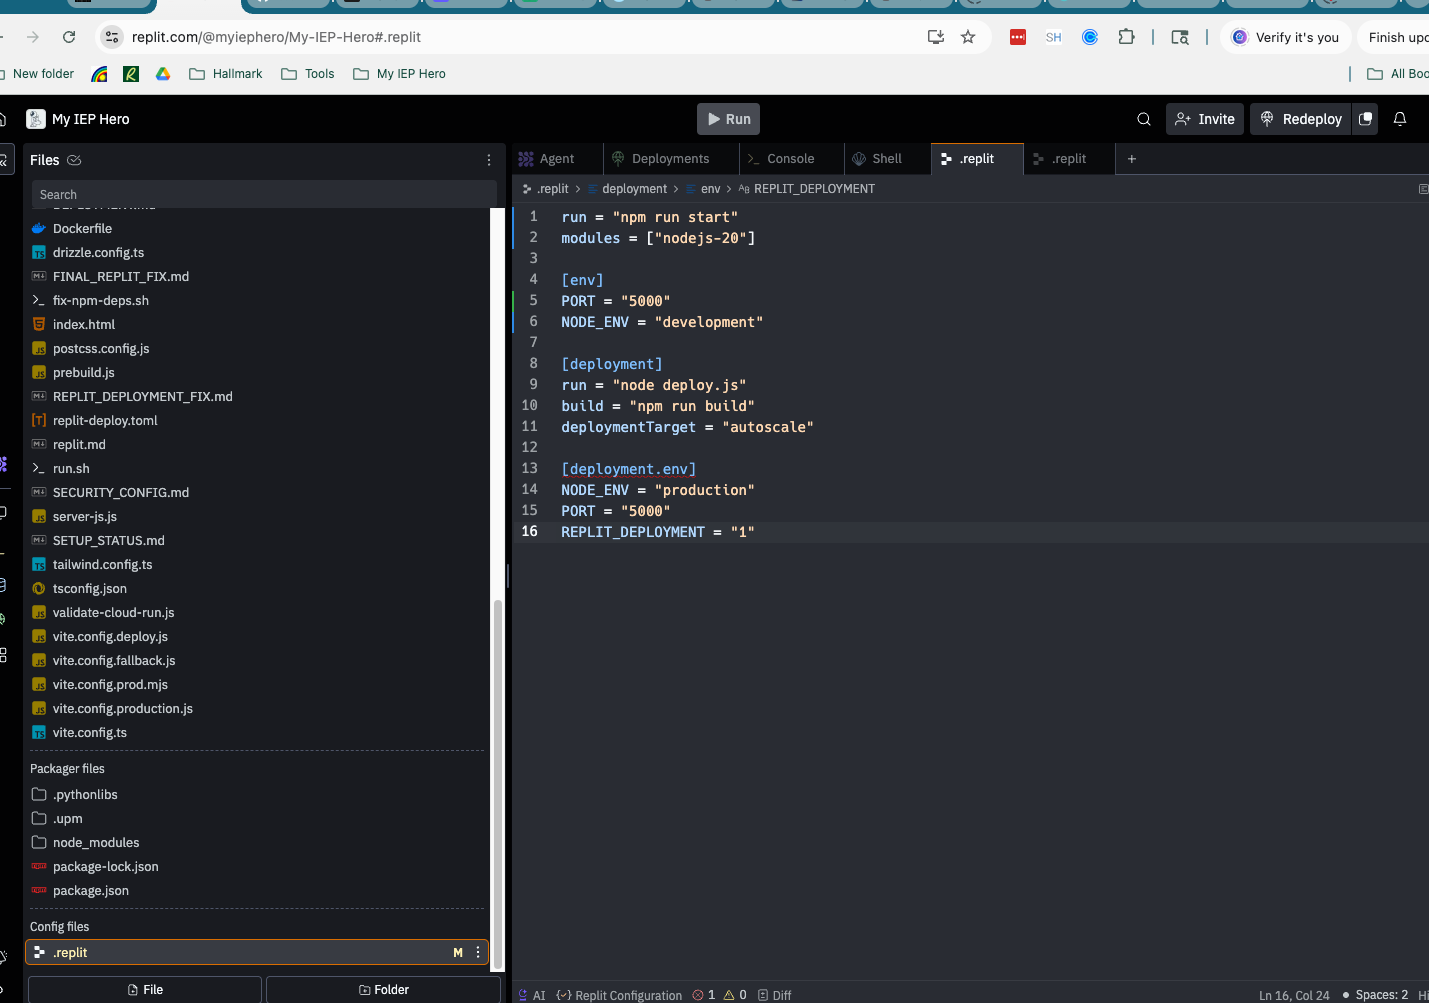 SH
replit.com/@myiephero/My-IEP-Hero#.replit
Verify it's you
New folder
Hallmark
Tools
My IEP Hero
My IEP Hero
Run
Invite
Redeploy
Files
Search
Dockerfile
drizzle.config.ts
FINAL_REPLIT_FIX.md
fix-npm-deps.sh
index.html
postcss.config.js
prebuild.js
REPLIT_DEPLOYMENT_FIX.md
replit-deploy.toml
replit.md
run.sh
SECURITY_CONFIG.md
server-js.js
SETUP_STATUS.md
tailwind.config.ts
tsconfig.json
validate-cloud-run.js
vite.config.deploy.js
vite.config.fallback.js
vite.config.prod.mjs
vite.config.production.js
vite.config.ts
Packager files
.pythonlibs
.upm
node_modules
package-lock.json
package.json
Config files
.replit M
File
Folder
Agent
Deployments
Console
Shell
.replit
.replit
.replit > deployment > env > REPLIT_DEPLOYMENT
1 run = "npm run start"
2 modules = ["nodejs-20"]
3
4 [env]
5 PORT = "5000"
6 NODE_ENV = "development"
7
8 [deployment]
9 run = "node deploy.js"
10 build = "npm run build"
11 deploymentTarget = "autoscale"
12
13 [deployment.env]
14 NODE_ENV = "production"
15 PORT = "5000"
16 REPLIT_DEPLOYMENT = "1"
AI
Replit Configuration
1
0
Diff
Ln 16, Col 24
Spaces: 2